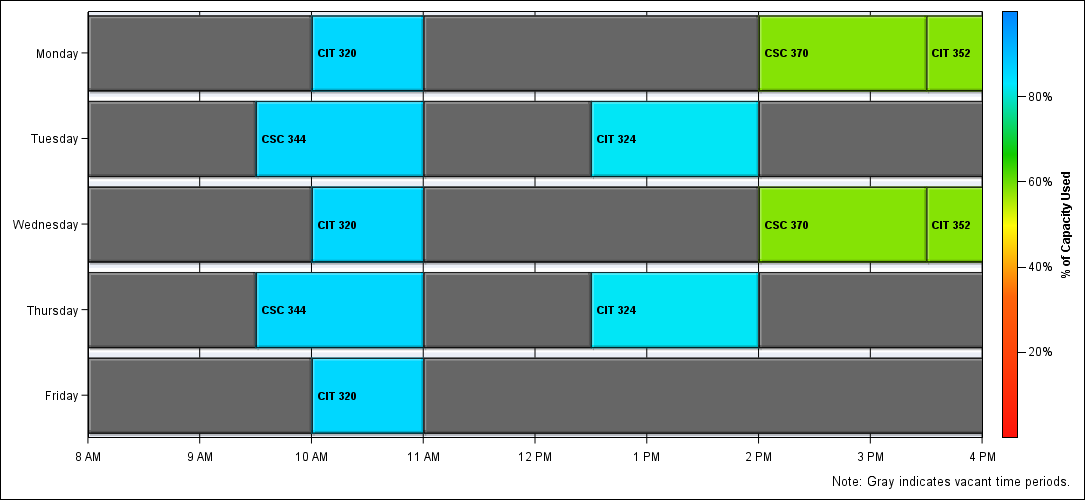 Monday
CIT 320
CSC 370
CIT 352
Tuesday
CSC 344
CIT 324
Wednesday
CIT 320
CSC 370
CIT 352
Thursday
CSC 344
CIT 324
Friday
CIT 320
8 AM 9 AM 10 AM 11 AM 12 PM 1 PM 2 PM 3 PM 4 PM
80%
60%
40%
20%
% of Capacity Used
Note: Gray indicates vacant time periods.